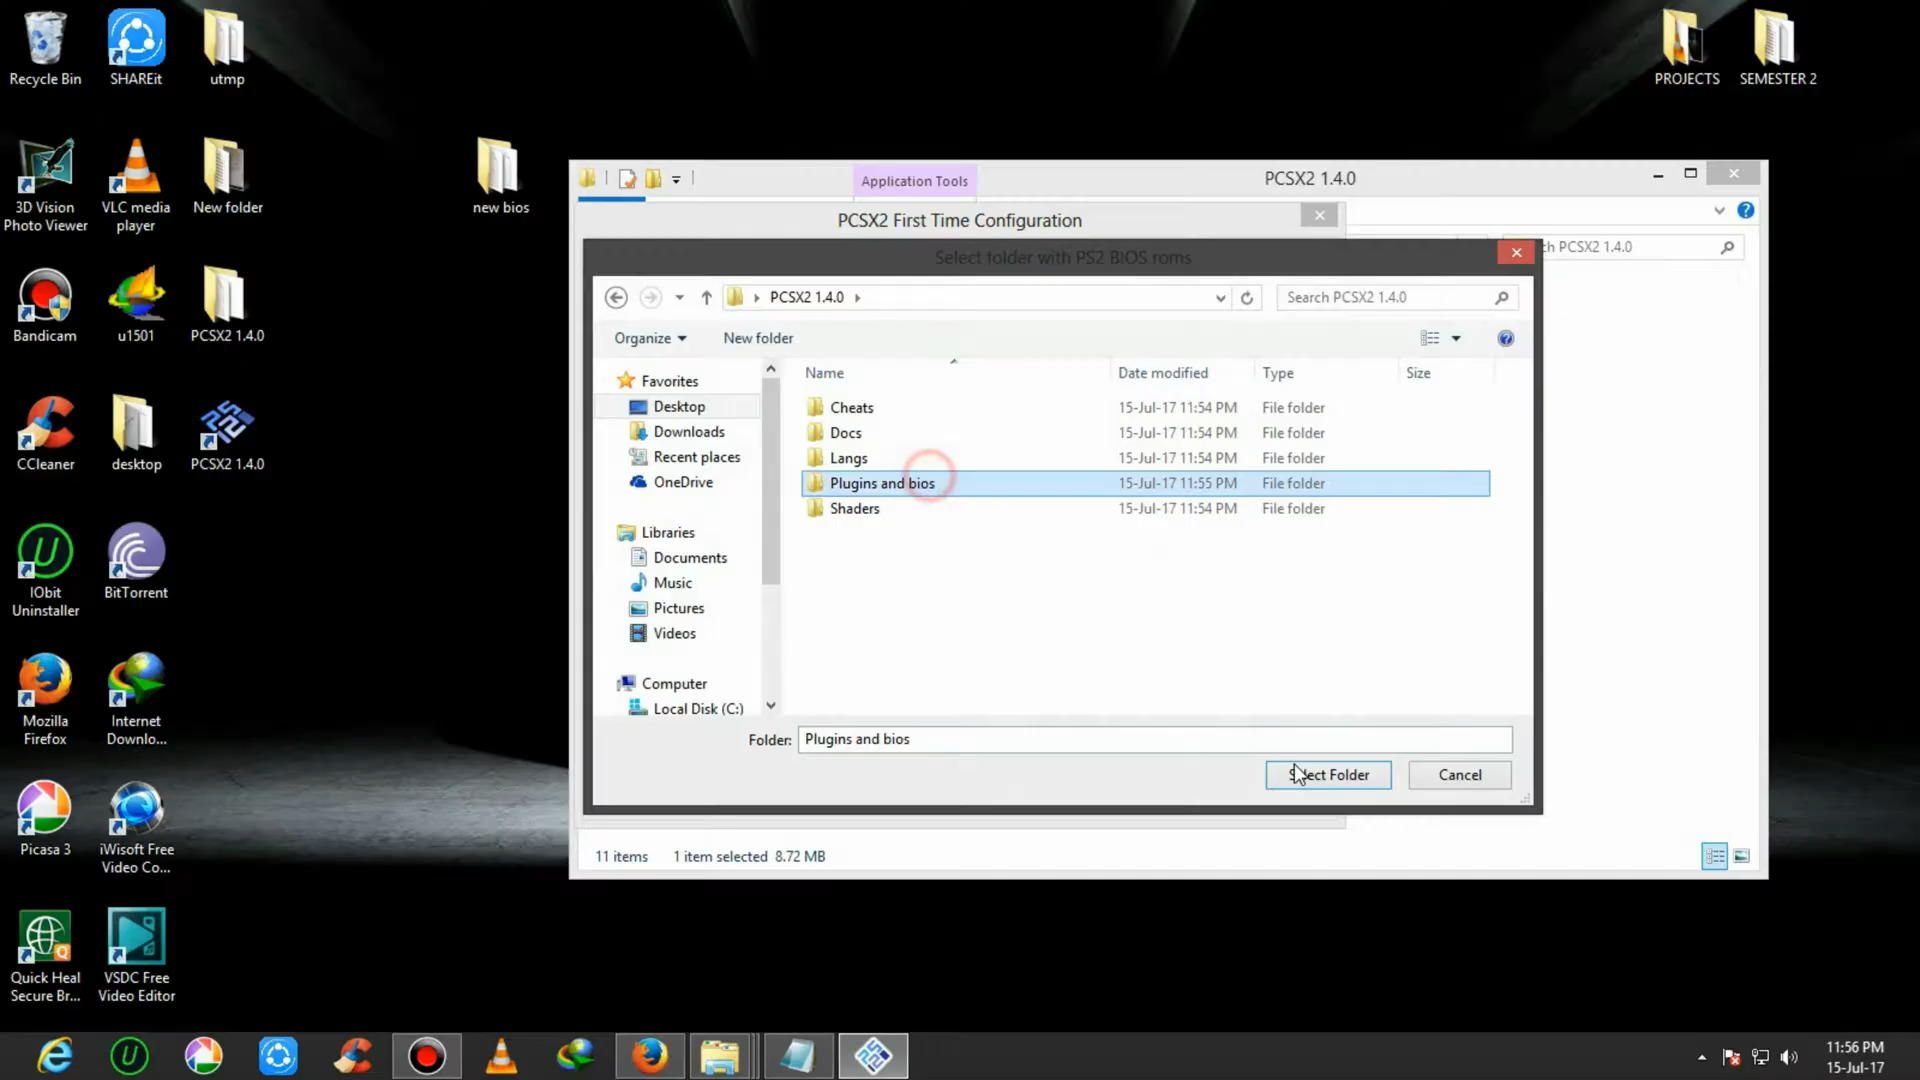 Recycle Bin
SHAREit
utmp
PROJECTS
SEMESTER 2
3D Vision
Photo Viewer
VLC media
player
New folder
new bios
Bandicam
u1501
PCSX2 1.4.0
CCleaner
desktop
PCSX2 1.4.0
IObit
Uninstaller
BitTorrent
Mozilla
Firefox
Internet
Downlo...
Picasa 3
iWisoft Free
Video Co...
Quick Heal
Secure Br...
VSDC Free
Video Editor
Application Tools
PCSX2 1.4.0
PCSX2 First Time Configuration
ch PCSX2 1.4.0
Select folder with PS2 BIOS roms
PCSX2 1.4.0
Search PCSX2 1.4.0
Organize
New folder
Favorites
Desktop
Downloads
Recent places
OneDrive
Libraries
Documents
Music
Pictures
Videos
Computer
Local Disk (C:)
Name Date modified Type Size
Cheats 15-Jul-17 11:54 PM File folder
Docs 15-Jul-17 11:54 PM File folder
Langs 15-Jul-17 11:54 PM File folder
Plugins and bios 15-Jul-17 11:55 PM File folder
Shaders 15-Jul-17 11:54 PM File folder
Folder: Plugins and bios
Select Folder
Cancel
11 items 1 item selected 8.72 MB
11:56 PM
15-Jul-17